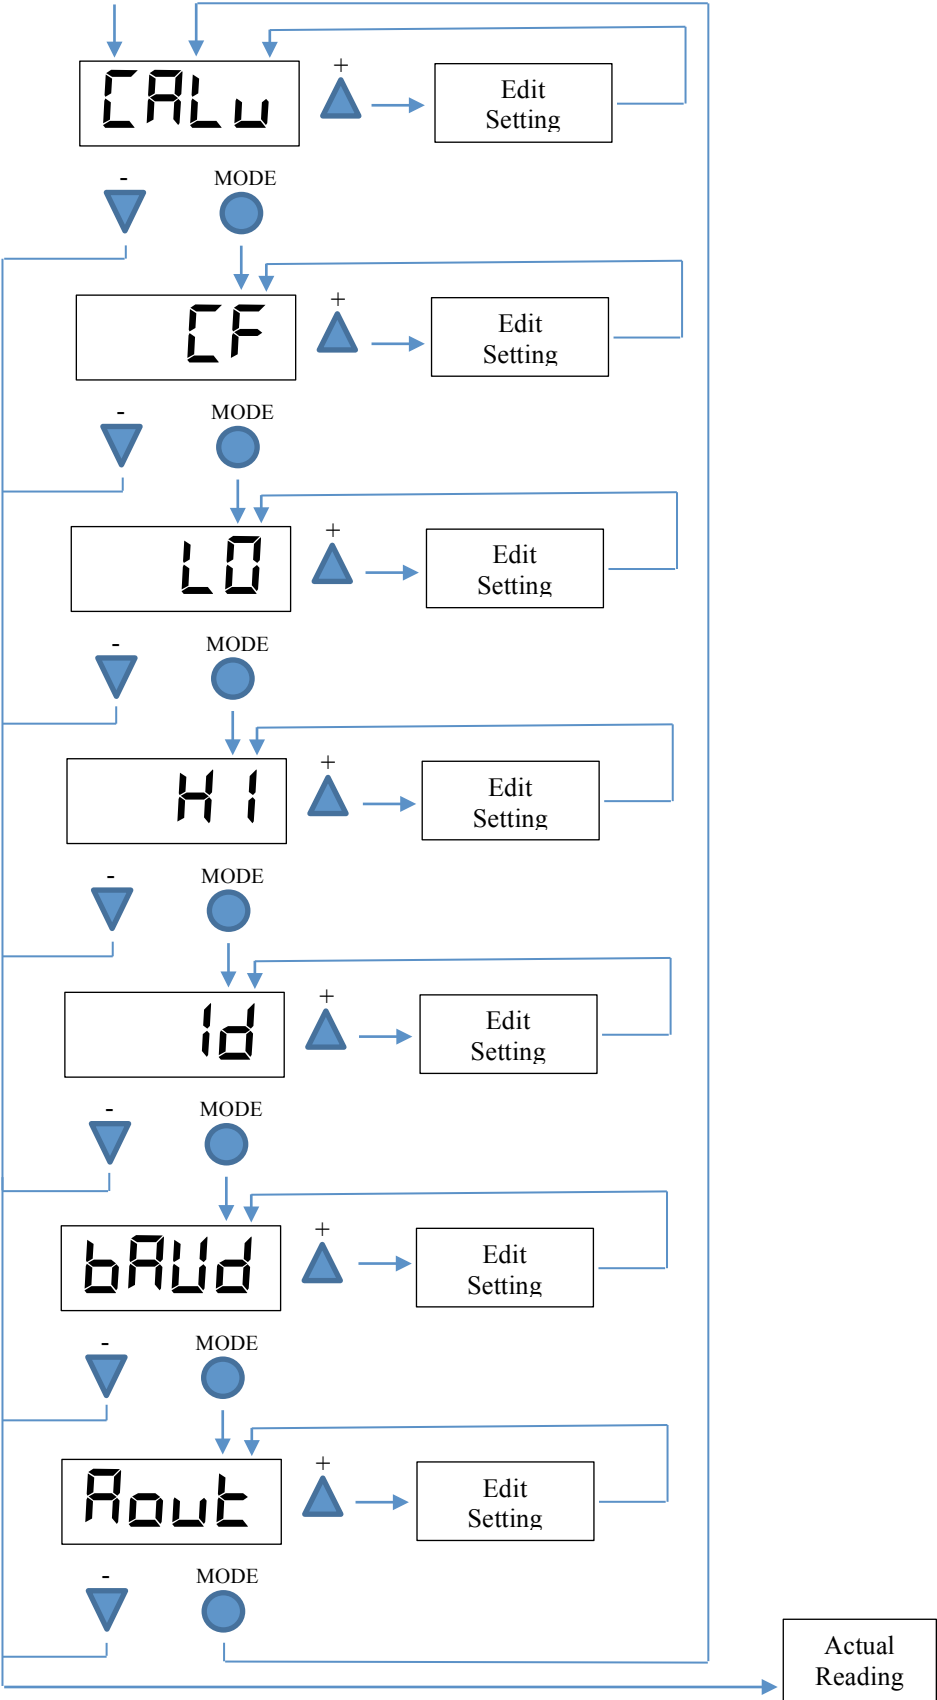 CALu
+
Edit
Setting
-
MODE
CF
+
Edit
Setting
-
MODE
LO
+
Edit
Setting
-
MODE
HI
+
Edit
Setting
-
MODE
Id
+
Edit
Setting
-
MODE
bAUd
+
Edit
Setting
-
MODE
Aout
+
Edit
Setting
-
MODE
Actual
Reading